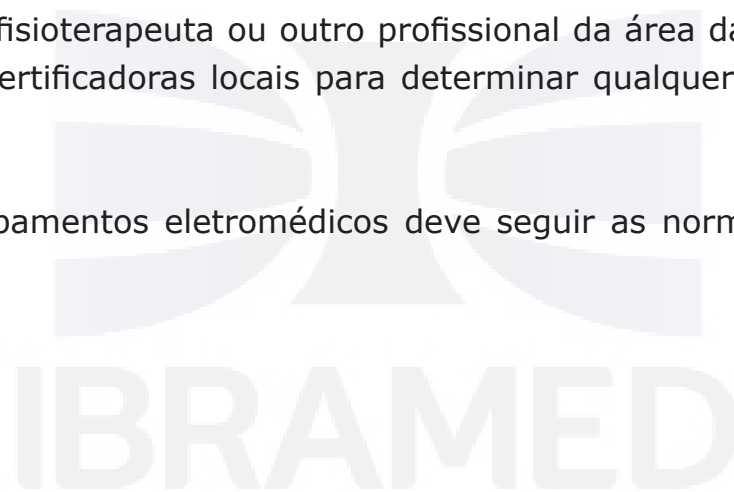 fisioterapeuta ou outro profissional da área da
ertificadoras locais para determinar qualquer
pamentos eletromédicos deve seguir as norm
IBRAMED